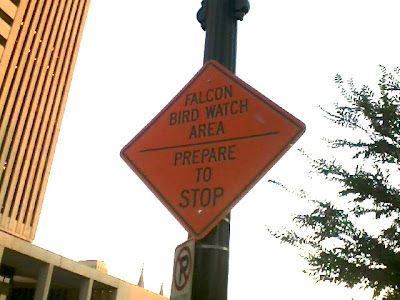 FALCON
BIRD WATCH
AREA
PREPARE
TO
STOP